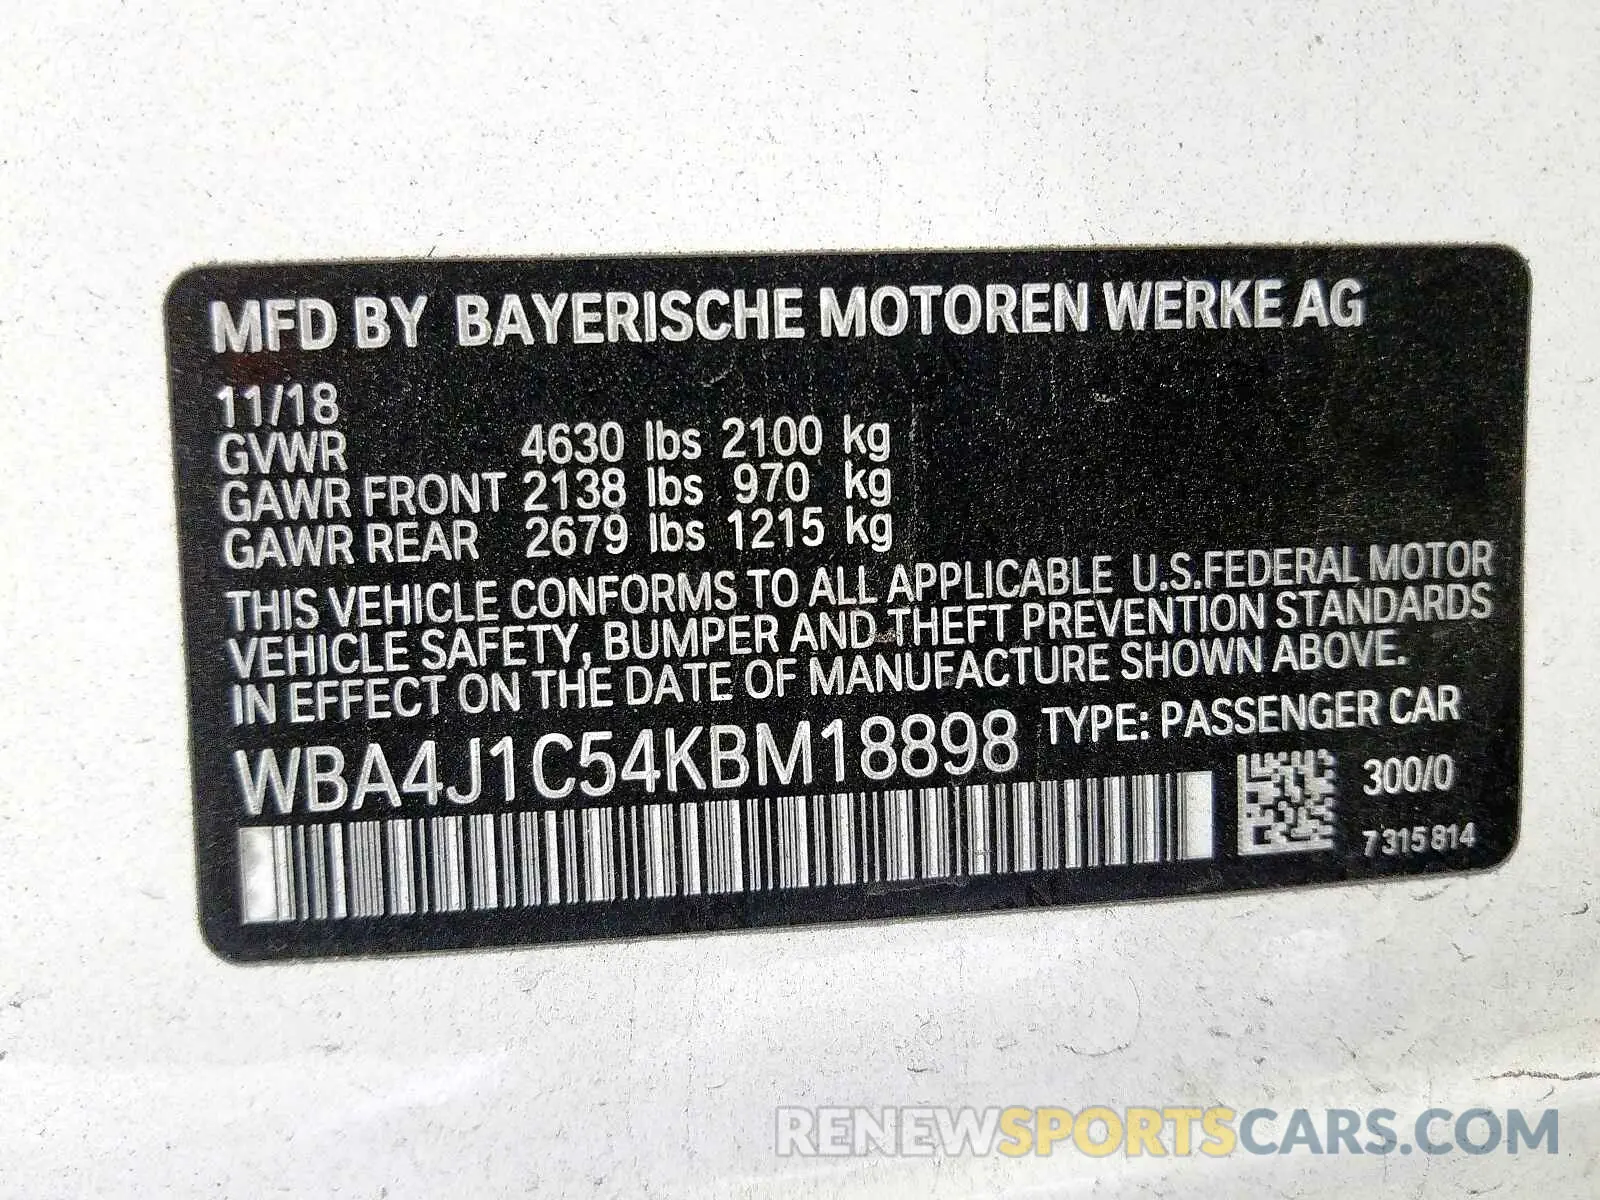 MFD BY BAYERISCHE MOTOREN WERKE AG
11/18
GVWR 4630 lbs 2100 kg
GAWR FRONT 2138 lbs 970 kg
GAWR REAR 2679 lbs 1215 kg
THIS VEHICLE CONFORMS TO ALL APPLICABLE U.S.FEDERAL MOTOR
VEHICLE SAFETY, BUMPER AND THEFT PREVENTION STANDARDS
IN EFFECT ON THE DATE OF MANUFACTURE SHOWN ABOVE.
WBA4J1C54KBM18898 TYPE: PASSENGER CAR
300/0
7 315 814
RENEWSPORTSCARS.COM